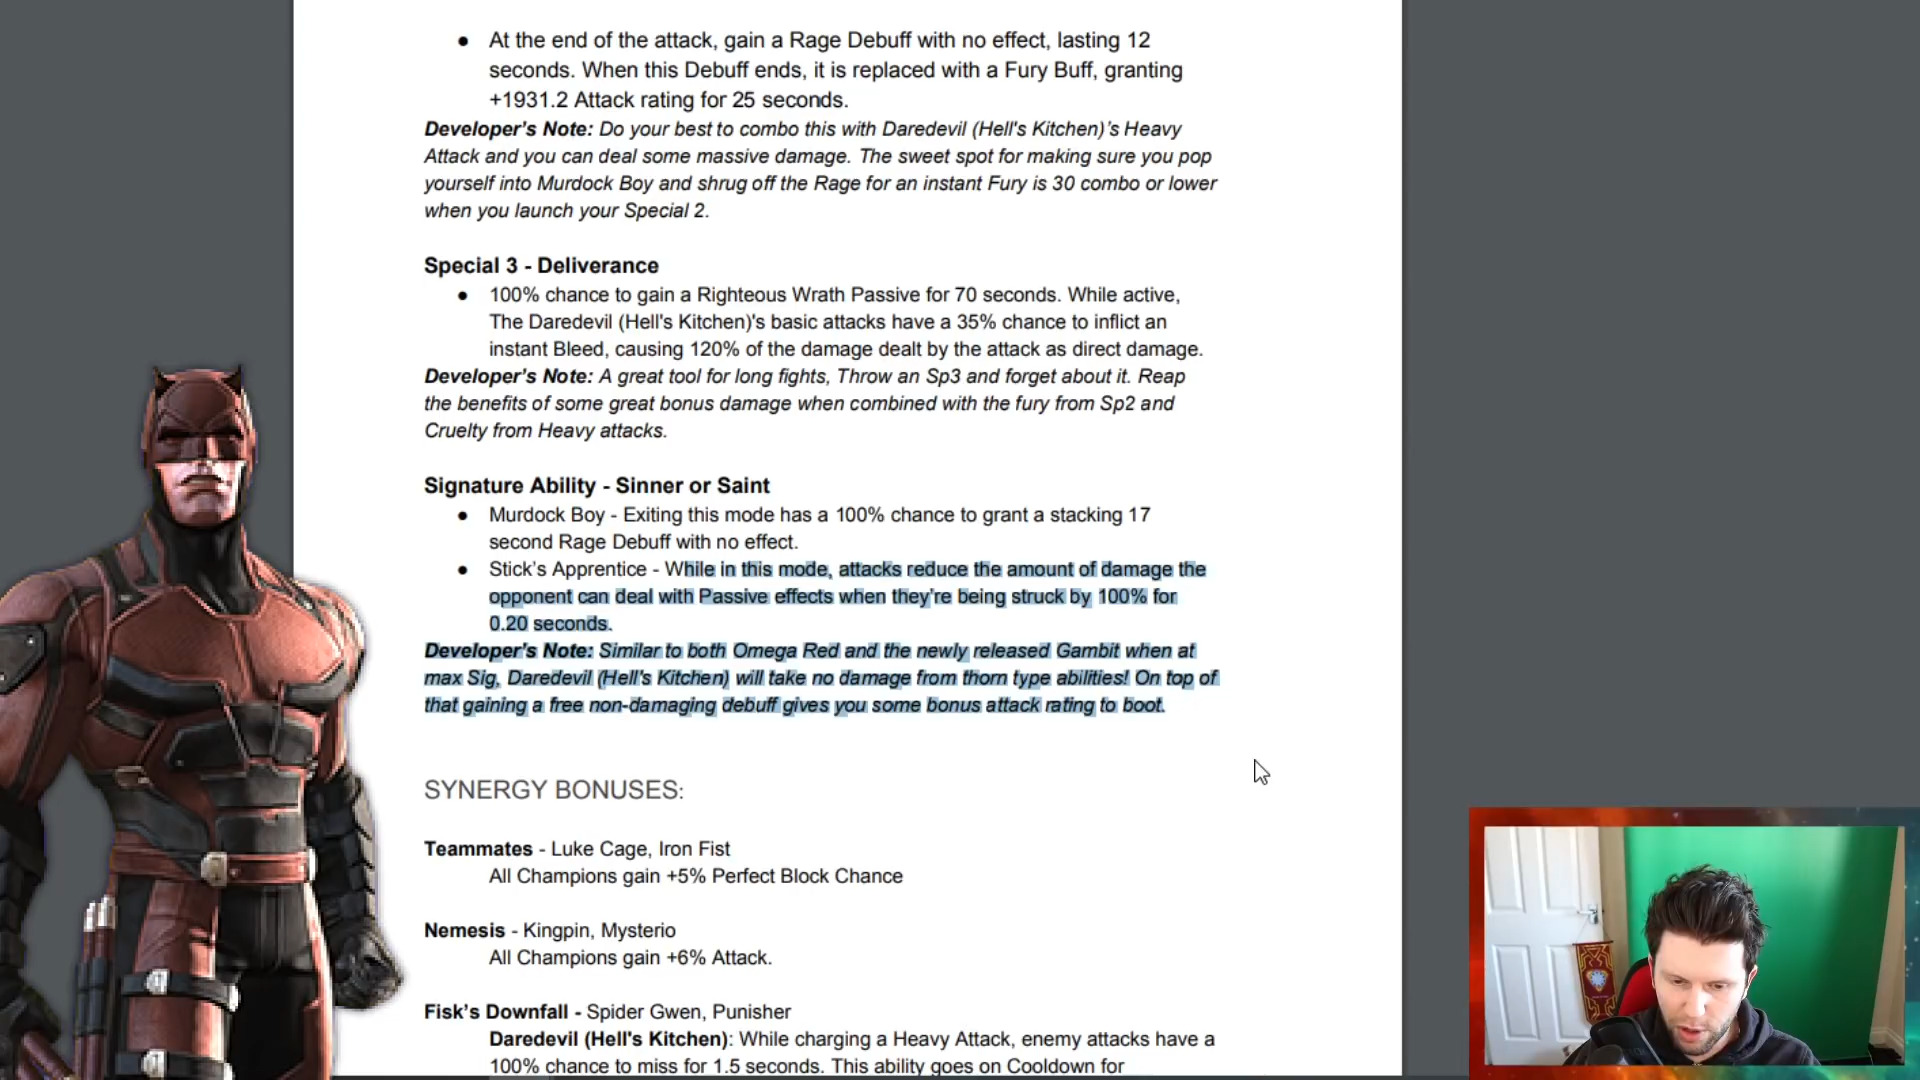 ● At the end of the attack, gain a Rage Debuff with no effect, lasting 12
seconds. When this Debuff ends, it is replaced with a Fury Buff, granting
+1931.2 Attack rating for 25 seconds.
Developer's Note: Do your best to combo this with Daredevil (Hell's Kitchen)'s Heavy
Attack and you can deal some massive damage. The sweet spot for making sure you pop
yourself into Murdock Boy and shrug off the Rage for an instant Fury is 30 combo or lower
when you launch your Special 2.
Special 3 - Deliverance
● 100% chance to gain a Righteous Wrath Passive for 70 seconds. While active,
The Daredevil (Hell's Kitchen)'s basic attacks have a 35% chance to inflict an
instant Bleed, causing 120% of the damage dealt by the attack as direct damage.
Developer's Note: A great tool for long fights, Throw an Sp3 and forget about it. Reap
the benefits of some great bonus damage when combined with the fury from Sp2 and
Cruelty from Heavy attacks.
Signature Ability - Sinner or Saint
● Murdock Boy - Exiting this mode has a 100% chance to grant a stacking 17
second Rage Debuff with no effect.
● Stick's Apprentice - While in this mode, attacks reduce the amount of damage the
opponent can deal with Passive effects when they're being struck by 100% for
0.20 seconds.
Developer's Note: Similar to both Omega Red and the newly released Gambit when at
max Sig, Daredevil (Hell's Kitchen) will take no damage from thorn type abilities! On top of
that gaining a free non-damaging debuff gives you some bonus attack rating to boot.
SYNERGY BONUSES:
Teammates - Luke Cage, Iron Fist
All Champions gain +5% Perfect Block Chance
Nemesis - Kingpin, Mysterio
All Champions gain +6% Attack.
Fisk's Downfall - Spider Gwen, Punisher
Daredevil (Hell's Kitchen): While charging a Heavy Attack, enemy attacks have a
100% chance to miss for 1.5 seconds. This ability goes on Cooldown for